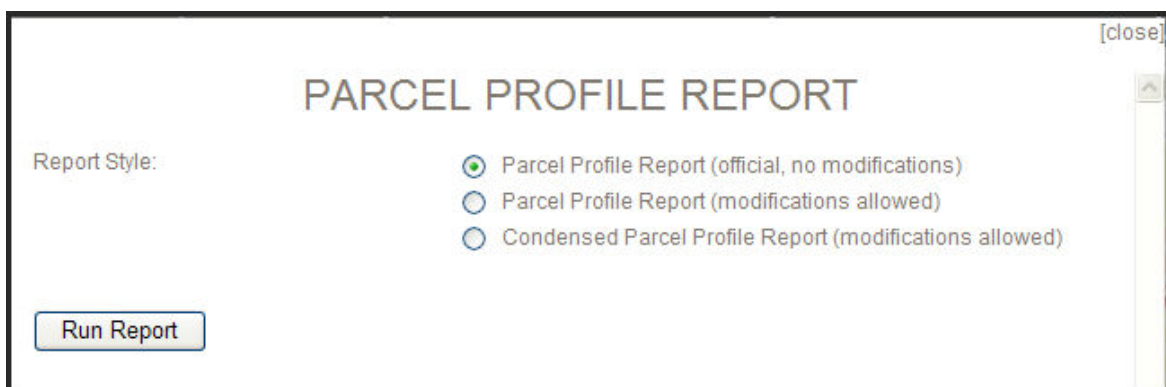 [close]
PARCEL PROFILE REPORT
Report Style:
Parcel Profile Report (official, no modifications)
Parcel Profile Report (modifications allowed)
Condensed Parcel Profile Report (modifications allowed)
Run Report